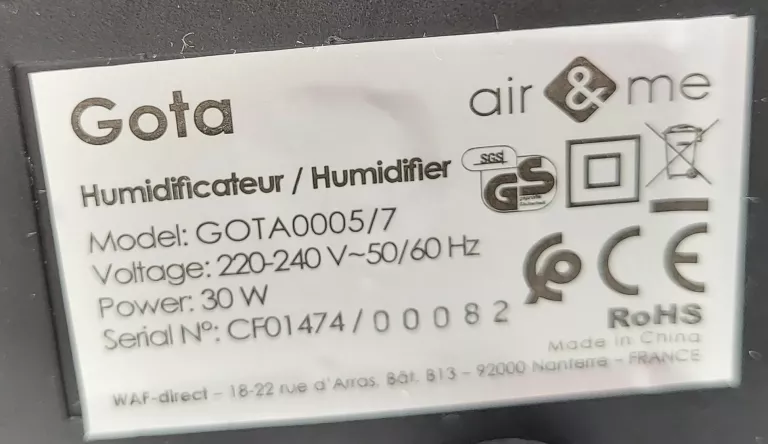 Gota
air & me
Humidificateur / Humidifier
SGS
GS
Model: GOTA0005/7
Voltage: 220-240 V~50/60 Hz
Power: 30 W
CE
Serial N°: CF01474/00082
RoHS
Made in China
WAF-direct - 18-22 rue d'Arras, Bât. B13 - 92000 Nanterre - FRANCE